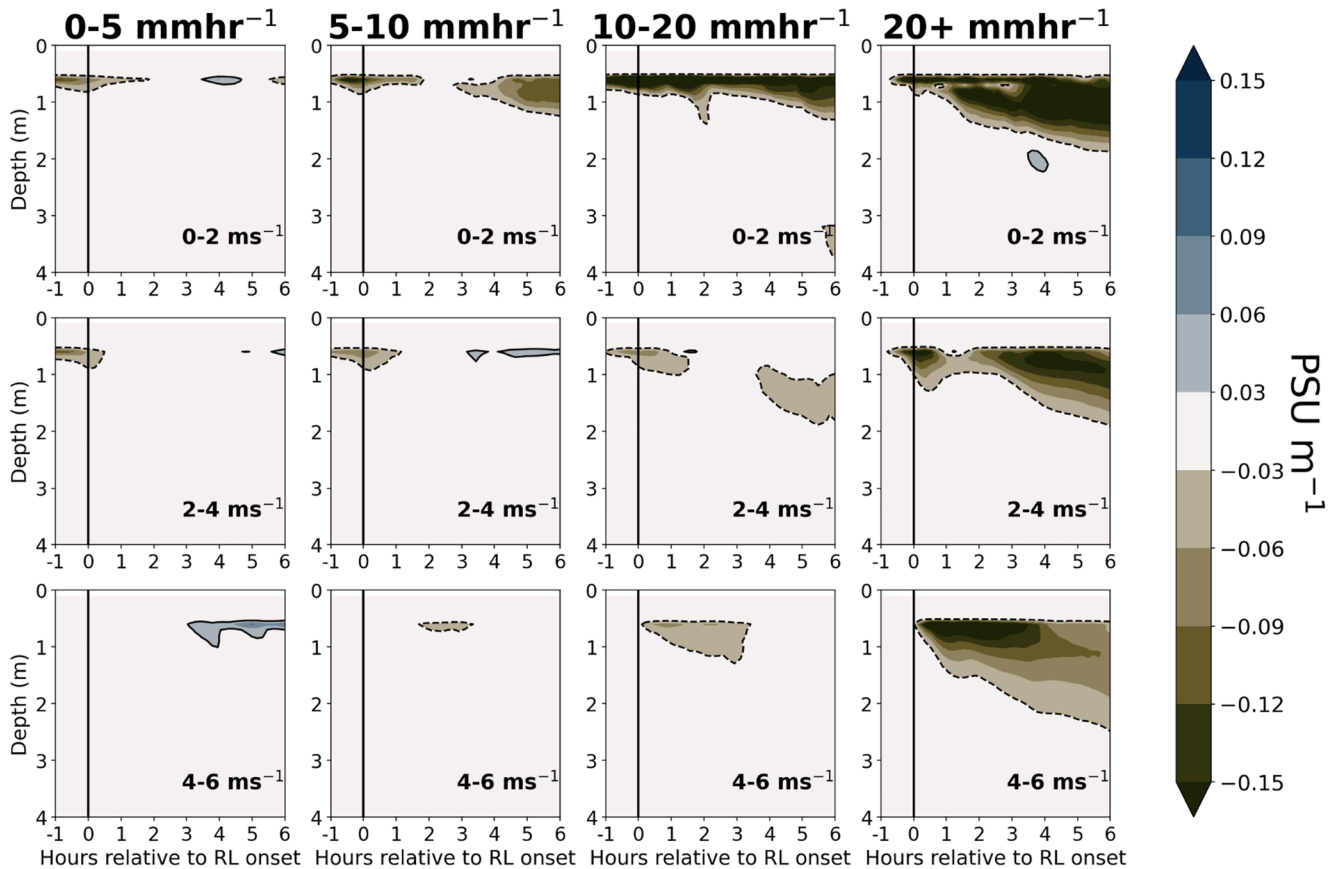 0-5 mmhr⁻¹ 5-10 mmhr⁻¹ 10-20 mmhr⁻¹ 20+ mmhr⁻¹
Depth (m)
0
1
2
3
4
0-2 ms⁻¹ 0-2 ms⁻¹ 0-2 ms⁻¹ 0-2 ms⁻¹
-1 0 1 2 3 4 5 6 -1 0 1 2 3 4 5 6 -1 0 1 2 3 4 5 6 -1 0 1 2 3 4 5 6
Depth (m)
0
1
2
3
4
2-4 ms⁻¹ 2-4 ms⁻¹ 2-4 ms⁻¹ 2-4 ms⁻¹
-1 0 1 2 3 4 5 6 -1 0 1 2 3 4 5 6 -1 0 1 2 3 4 5 6 -1 0 1 2 3 4 5 6
Depth (m)
0
1
2
3
4
4-6 ms⁻¹ 4-6 ms⁻¹ 4-6 ms⁻¹ 4-6 ms⁻¹
-1 0 1 2 3 4 5 6 -1 0 1 2 3 4 5 6 -1 0 1 2 3 4 5 6 -1 0 1 2 3 4 5 6
Hours relative to RL onset Hours relative to RL onset Hours relative to RL onset Hours relative to RL onset
0.15
0.12
0.09
0.06
0.03
−0.03
−0.06
−0.09
−0.12
−0.15
PSU m⁻¹